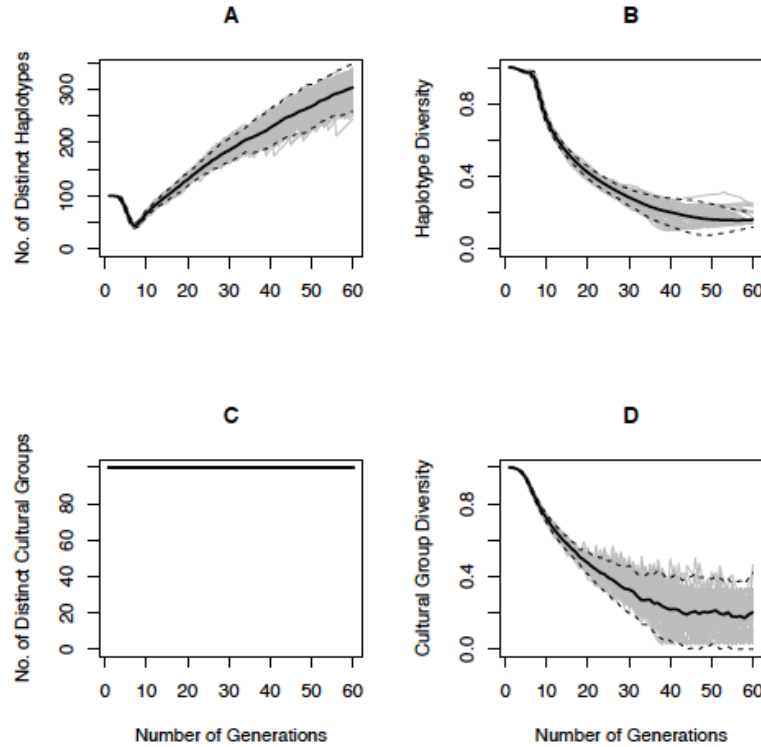 A
No. of Distinct Haplotypes
0 100 200 300
0 10 20 30 40 50 60
B
Haplotype Diversity
0.0 0.4 0.8
0 10 20 30 40 50 60
C
No. of Distinct Cultural Groups
0 20 40 60 80
0 10 20 30 40 50 60
Number of Generations
D
Cultural Group Diversity
0.0 0.4 0.8
0 10 20 30 40 50 60
Number of Generations